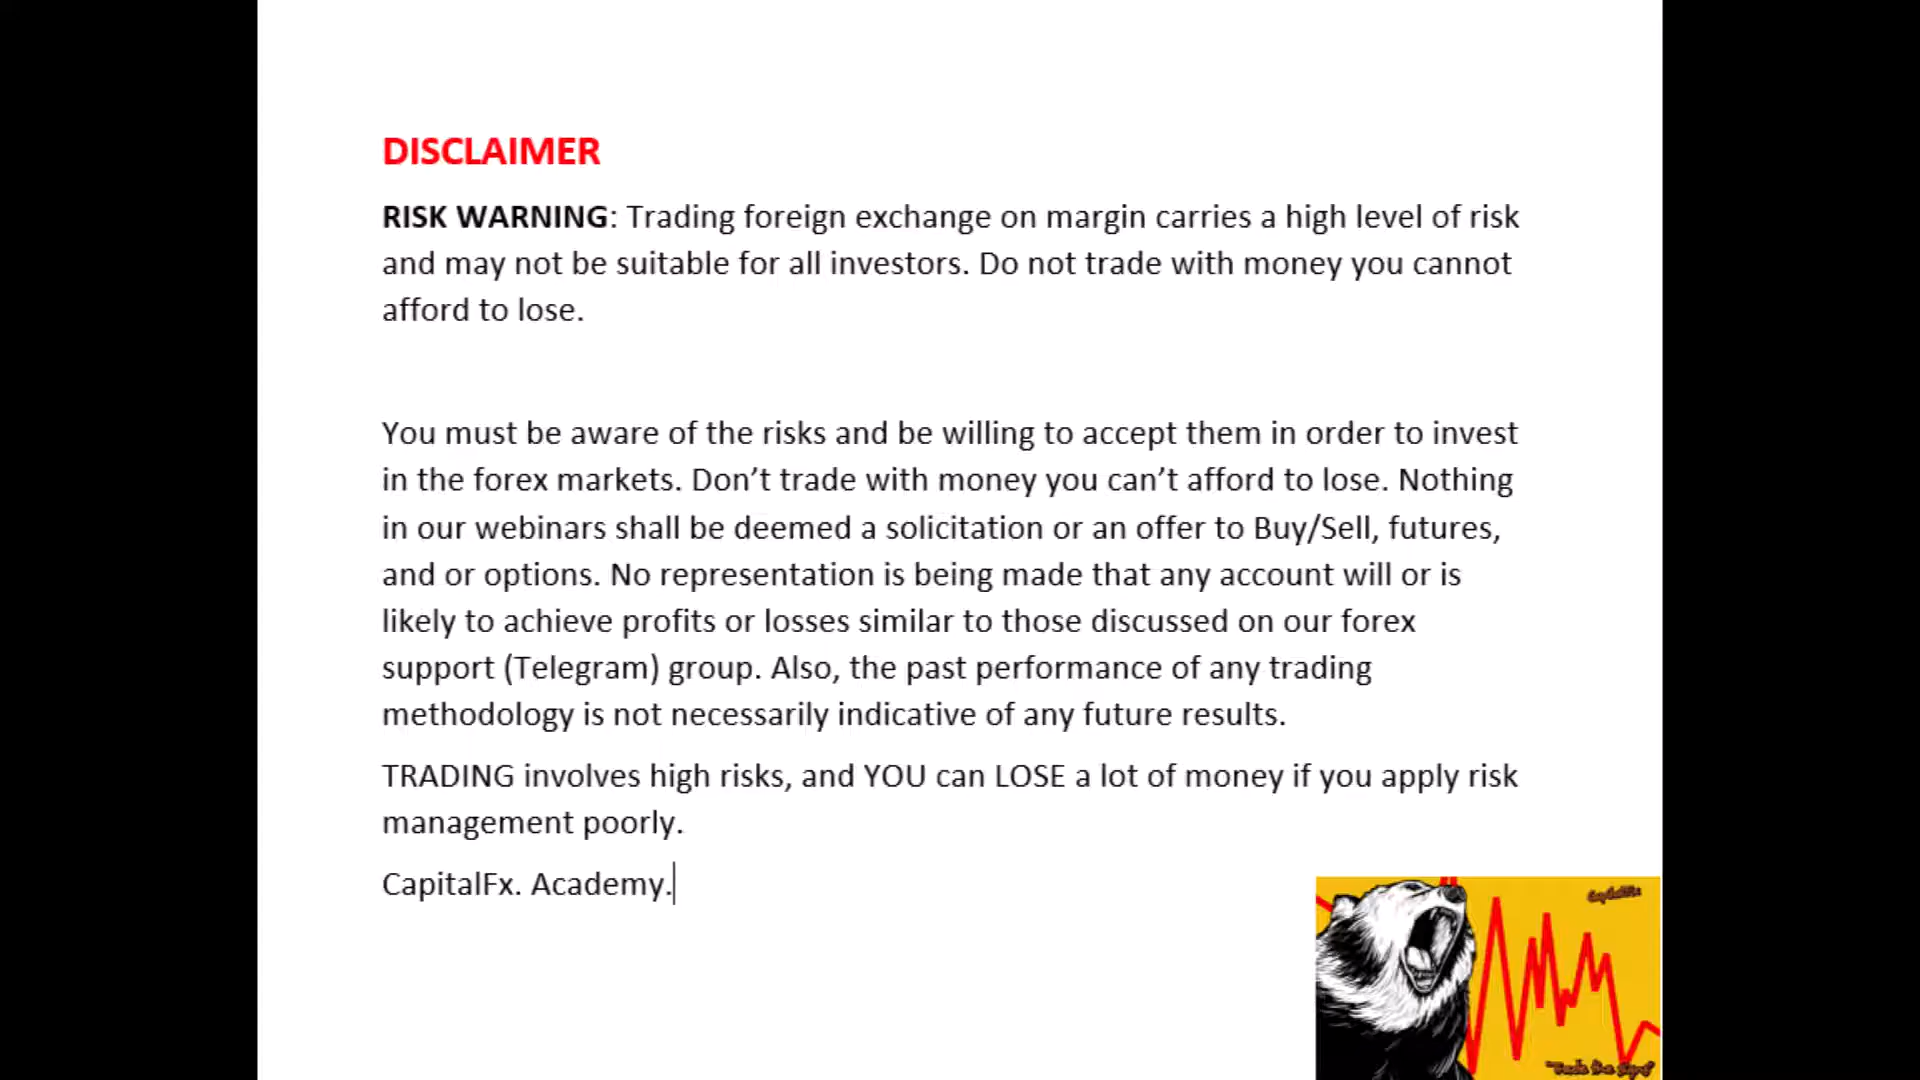 DISCLAIMER
RISK WARNING: Trading foreign exchange on margin carries a high level of risk
and may not be suitable for all investors. Do not trade with money you cannot
afford to lose.
You must be aware of the risks and be willing to accept them in order to invest
in the forex markets. Don’t trade with money you can’t afford to lose. Nothing
in our webinars shall be deemed a solicitation or an offer to Buy/Sell, futures,
and or options. No representation is being made that any account will or is
likely to achieve profits or losses similar to those discussed on our forex
support (Telegram) group. Also, the past performance of any trading
methodology is not necessarily indicative of any future results.
TRADING involves high risks, and YOU can LOSE a lot of money if you apply risk
management poorly.
CapitalFx. Academy.
CapitalFx